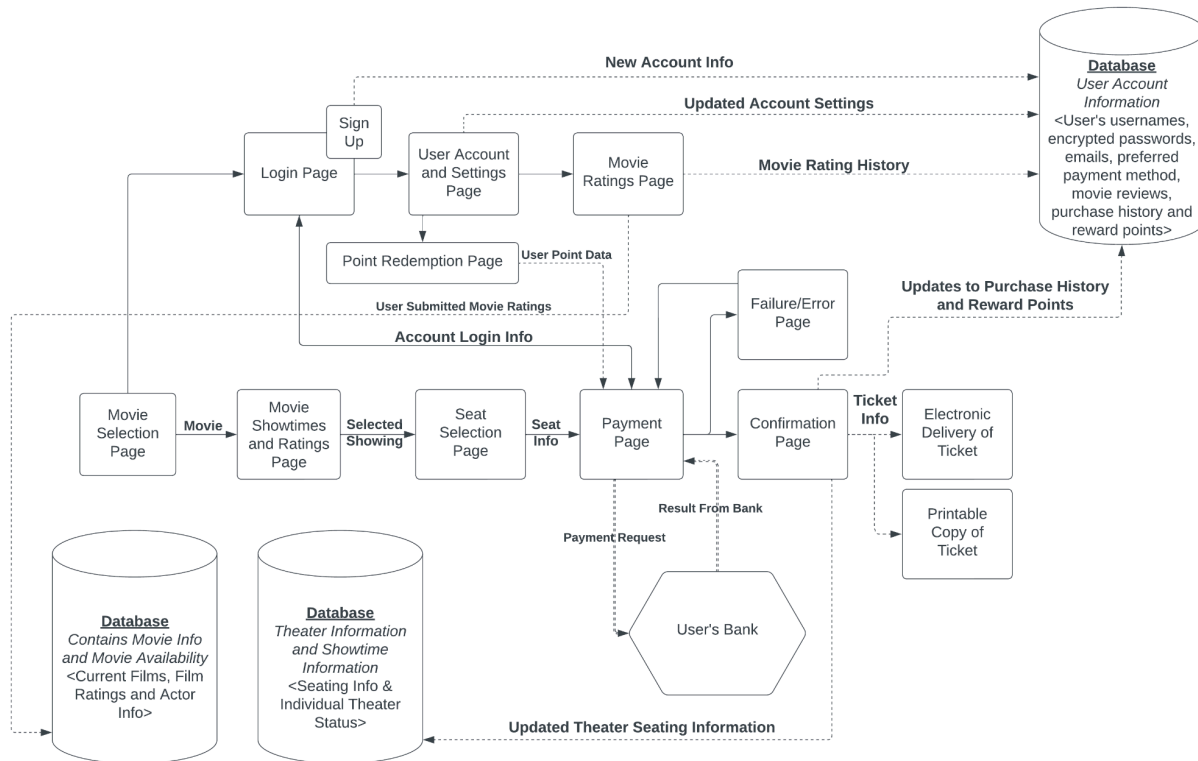 New Account Info
Database
User Account
Information
<User's usernames,
encrypted passwords,
emails, preferred
payment method,
movie reviews,
purchase history and
reward points>
Updated Account Settings
Sign
Up
Login Page
User Account
and Settings
Page
Movie
Ratings Page
Movie Rating History
Point Redemption Page
User Point Data
User Submitted Movie Ratings
Account Login Info
Failure/Error
Page
Updates to Purchase History
and Reward Points
Movie
Selection
Page
Movie
Movie
Showtimes
and Ratings
Page
Selected
Showing
Seat
Selection
Page
Seat
Info
Payment
Page
Confirmation
Page
Ticket
Info
Electronic
Delivery of
Ticket
Printable
Copy of
Ticket
Result From Bank
Payment Request
User's Bank
Database
Contains Movie Info
and Movie Availability
<Current Films, Film
Ratings and Actor
Info>
Database
Theater Information
and Showtime
Information
<Seating Info &
Individual Theater
Status>
Updated Theater Seating Information